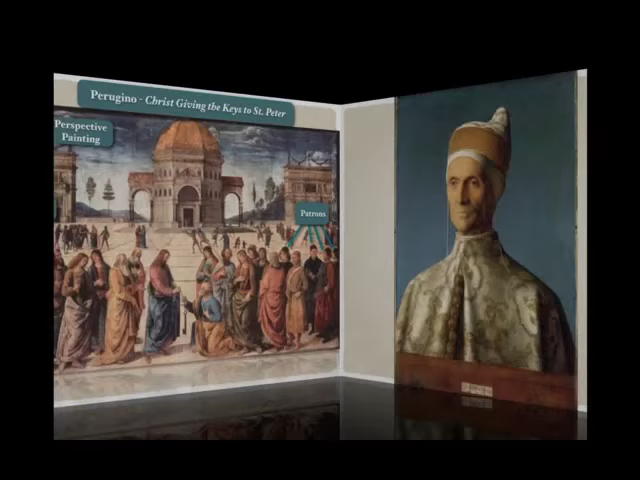 Perugino - Christ Giving the Keys to St. Peter
Perspective
Painting
Patrons